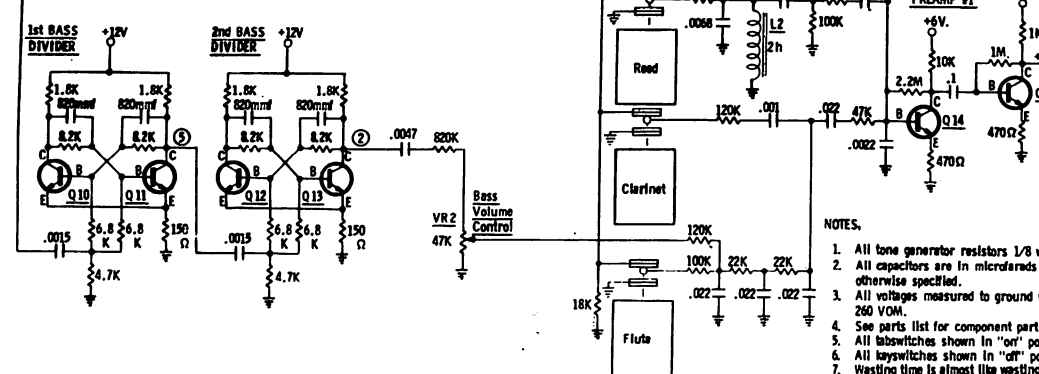 1st BASS
DIVIDER
+12V
2nd BASS
DIVIDER
+12V
1.8K
1.8K
820mmf
820mmf
8.2K
8.2K
5
C
C
B
B
Q10
Q11
E
E
6.8
K
6.8
K
150
Ω
.0015
4.7K
1.8K
1.8K
820mmf
820mmf
8.2K
8.2K
2
C
C
B
B
Q12
Q13
E
E
6.8
K
6.8
K
150
Ω
.0015
4.7K
.0047
820K
VR2
47K
Bass
Volume
Control
.0068
L2
2h
100K
Reed
120K
.001
.022
47K
.0022
Clarinet
120K
100K
22K
22K
.022
.022
.022
18K
Flute
PREAMP #1
+6V.
10K
2.2M
.1
1M.
B
C
Q14
E
470Ω
B
C
E
470Ω
NOTES.
1. All tone generator resistors 1/8
2. All capacitors are in microfarads
otherwise specified.
3. All voltages measured to ground
260 VOM.
4. See parts list for component part
5. All tabswitches shown in "on"
6. All keyswitches shown in "off"
7. Wasting time is almost like wasting